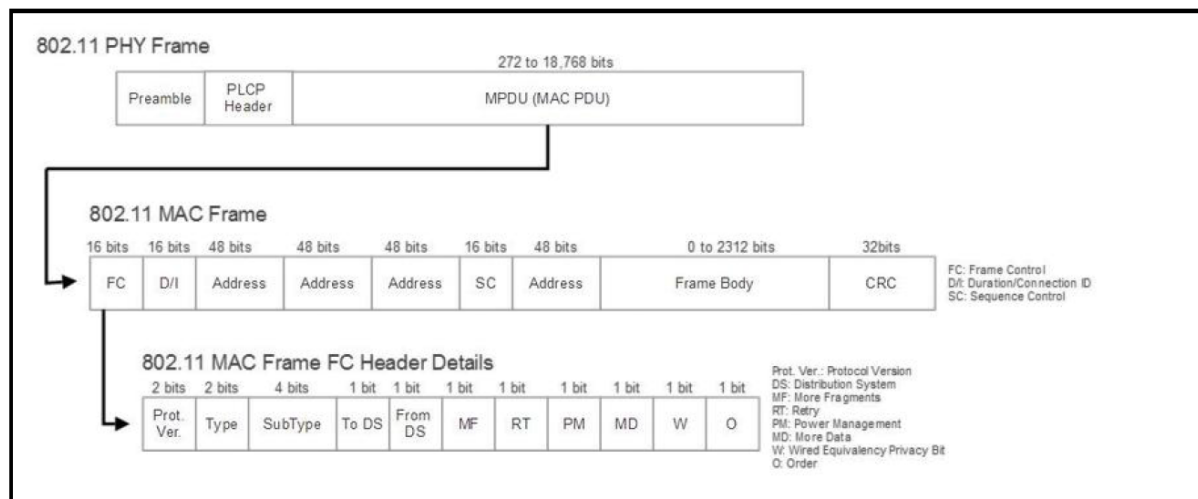 802.11 PHY Frame
272 to 18,768 bits
Preamble
PLCP
Header
MPDU (MAC PDU)
802.11 MAC Frame
16 bits 16 bits 48 bits 48 bits 48 bits 16 bits 48 bits 0 to 2312 bits 32bits
FC D/I Address Address Address SC Address Frame Body CRC
FC: Frame Control
D/I: Duration/Connection ID
SC: Sequence Control
802.11 MAC Frame FC Header Details
2 bits 2 bits 4 bits 1 bit 1 bit 1 bit 1 bit 1 bit 1 bit 1 bit 1 bit
Prot.
Ver.
Type SubType To DS
From
DS
MF RT PM MD W O
Prot. Ver.: Protocol Version
DS: Distribution System
MF: More Fragments
RT: Retry
PM: Power Management
MD: More Data
W: Wired Equivalency Privacy Bit
O: Order